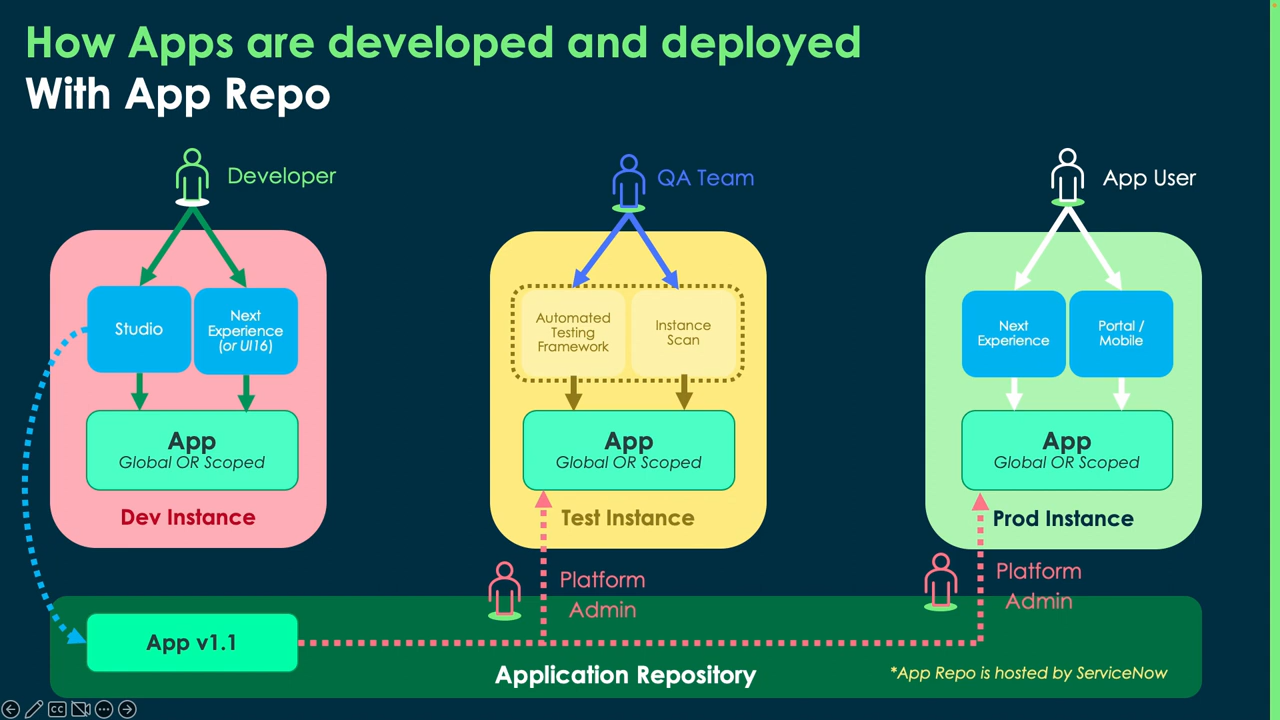 How Apps are developed and deployed
With App Repo
Developer
QA Team
App User
Studio
Next
Experience
(or UI16)
Automated
Testing
Framework
Instance
Scan
Next
Experience
Portal /
Mobile
App
Global OR Scoped
App
Global OR Scoped
App
Global OR Scoped
Dev Instance
Test Instance
Prod Instance
Platform
Admin
Platform
Admin
App v1.1
Application Repository
*App Repo is hosted by ServiceNow
CC